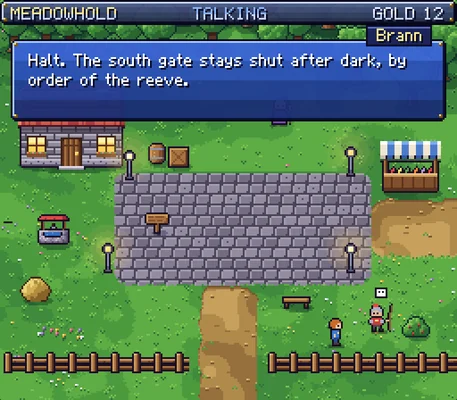 MEADOWHOLD TALKING GOLD 12
Brann
Halt. The south gate stays shut after dark, by
order of the reeve.